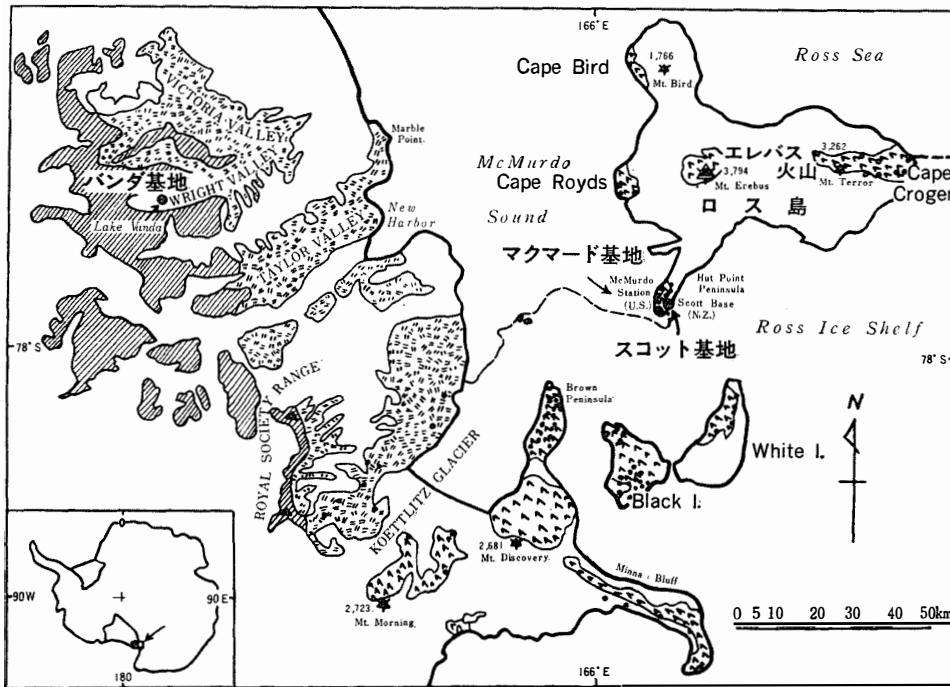 166°E
Ross Sea
Cape Bird
1,766
Mt. Bird
VICTORIA VALLEY
Marble
Point.
McMurdo
Sound
Cape Royds
エレバス
火山
3,794
Mt. Erebus
3,262
Mt. Terror
Cape
Croger
ロス島
バンダ基地
WRIGHT VALLEY
Lake Vanda
New
Harbor
TAYLOR VALLEY
マクマード基地
McMurdo
Station
(U.S.)
Hut Point
Peninsula
Scott Base
(N.Z.)
スコット基地
Ross Ice Shelf
78°S
78°S
ROYAL SOCIETY RANGE
KOETTLITZ GLACIER
Brown
Peninsula
White I.
Black I.
N
2,681
Mt. Discovery.
Minna Bluff
2,723.
Mt. Morning.
0 5 10 20 30 40 50km
166°E
0
90W
90E
180